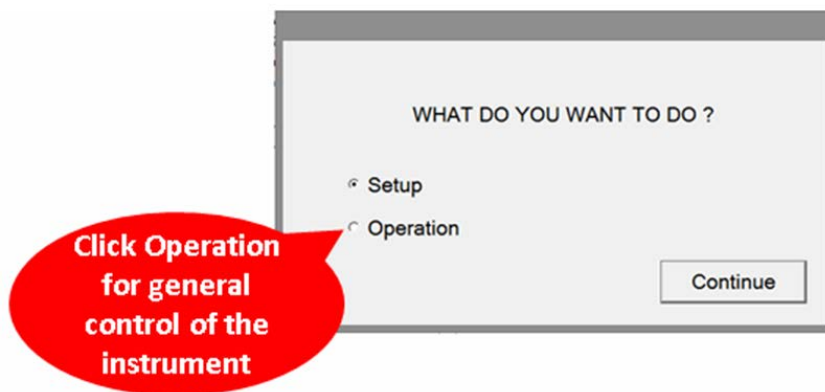 WHAT DO YOU WANT TO DO ?
Setup
Operation
Click Operation
for general
control of the
instrument
Continue